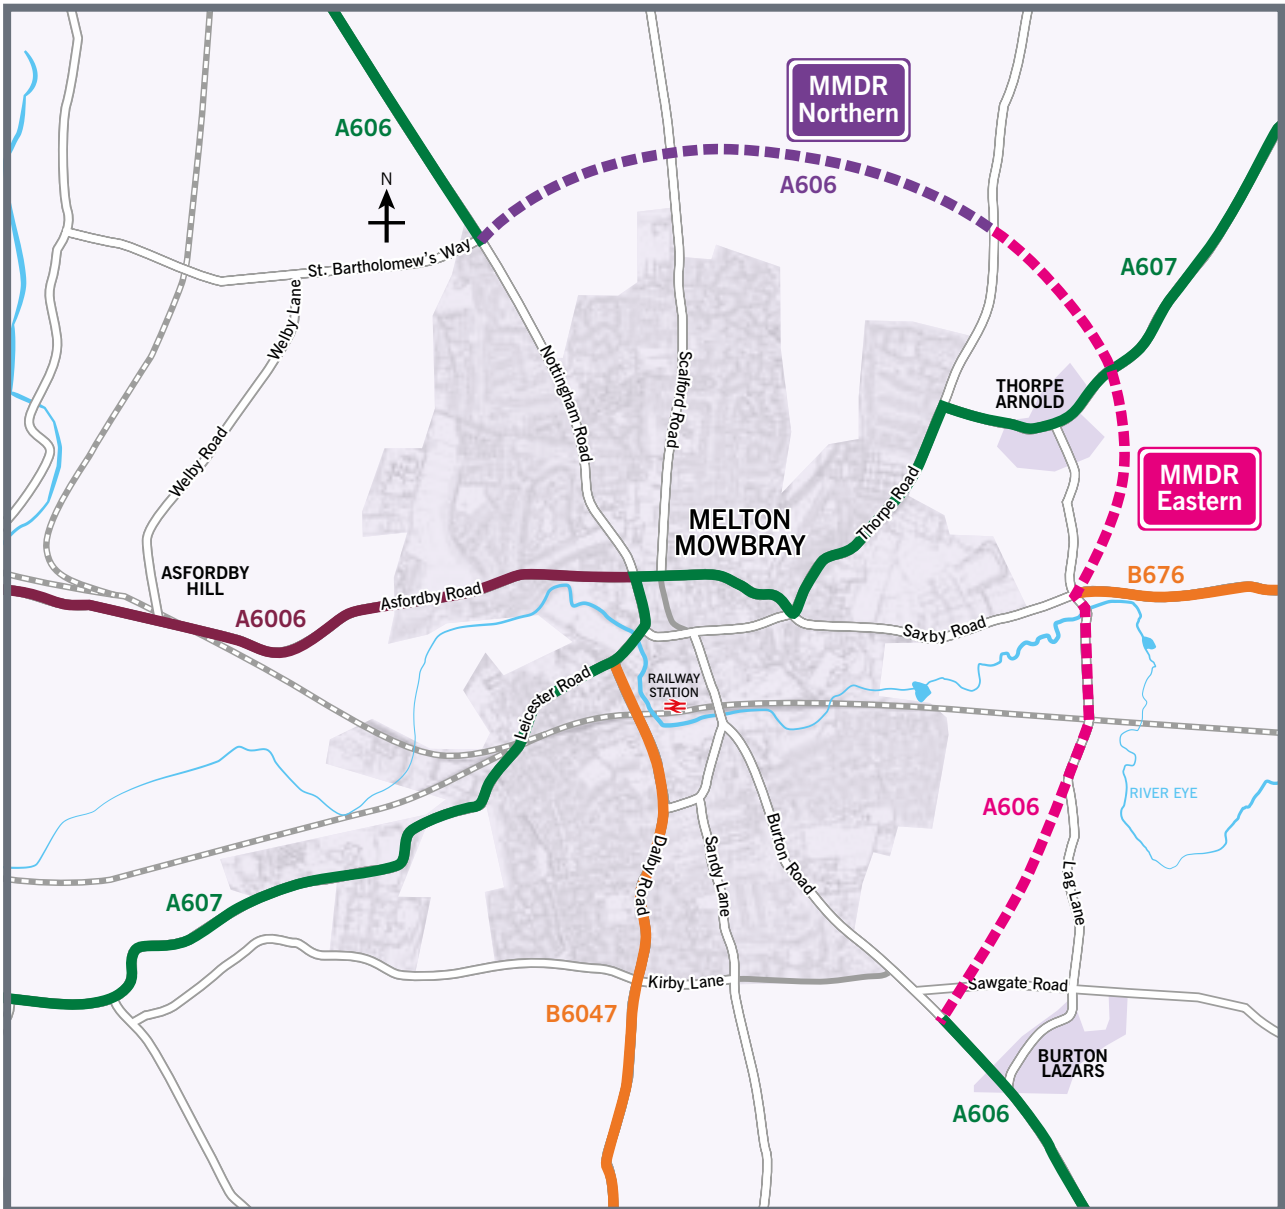 MMDR
Northern
A606
A606
N
St. Bartholomew's Way
A607
Welby Lane
Nottingham Road
Scalford Road
THORPE
ARNOLD
Welby Road
Thorpe Road
MMDR
Eastern
MELTON
MOWBRAY
ASFORDBY
HILL
B676
Asfordby Road
A6006
Saxby Road
RAILWAY
STATION
Leicester Road
RIVER EYE
A606
Burton Road
Sandy Lane
Dalby Road
Lag Lane
A607
Kirby Lane
Sawgate Road
B6047
BURTON
LAZARS
A606